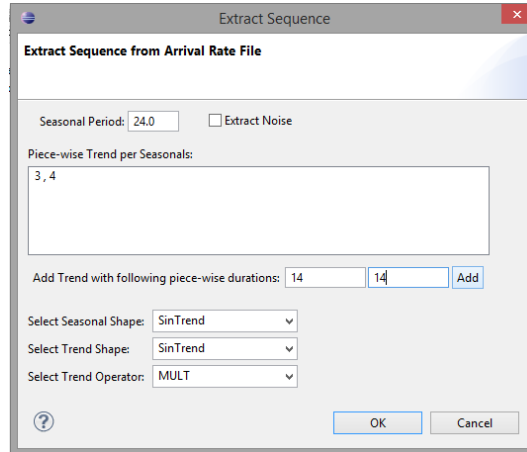 Extract Sequence
Extract Sequence from Arrival Rate File
Seasonal Period: 24.0 Extract Noise
Piece-wise Trend per Seasonals:
3 , 4
Add Trend with following piece-wise durations: 14 14 Add
Select Seasonal Shape: SinTrend
Select Trend Shape: SinTrend
Select Trend Operator: MULT
? OK Cancel